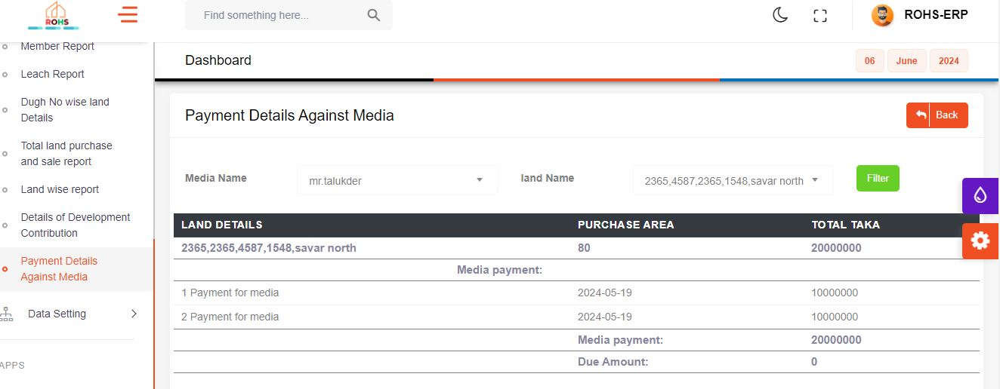 ROHS
Find something here...
ROHS-ERP
Member Report
Leach Report
Dugh No wise land
Details
Total land purchase
and sale report
Land wise report
Details of Development
Contribution
Payment Details
Against Media
Data Setting
APPS
Dashboard
06 June 2024
Payment Details Against Media
Back
Media Name mr.talukder land Name 2365,4587,2365,1548,savar north Filter
LAND DETAILS PURCHASE AREA TOTAL TAKA
2365,2365,4587,1548,savar north 80 20000000
Media payment:
1 Payment for media 2024-05-19 10000000
2 Payment for media 2024-05-19 10000000
Media payment: 20000000
Due Amount: 0